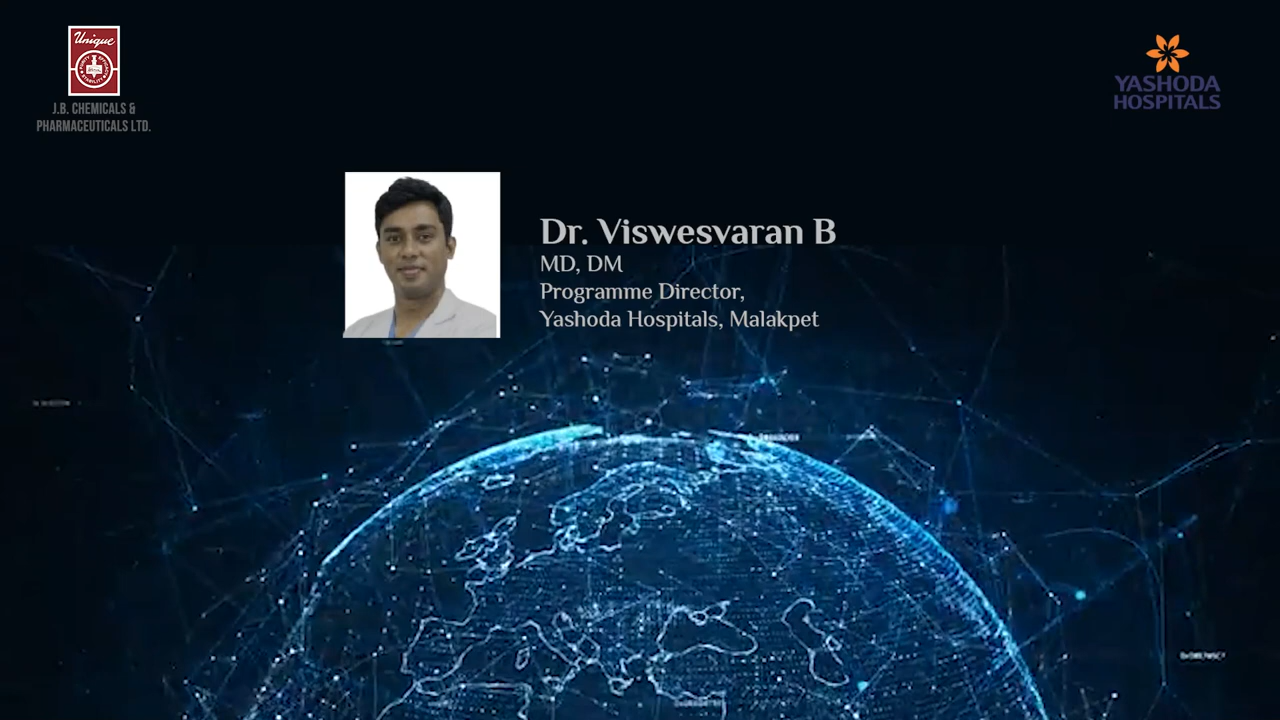 Unique
J.B. CHEMICALS &
PHARMACEUTICALS LTD.
YASHODA
HOSPITALS
Dr. Viswesvaran B
MD, DM
Programme Director,
Yashoda Hospitals, Malakpet